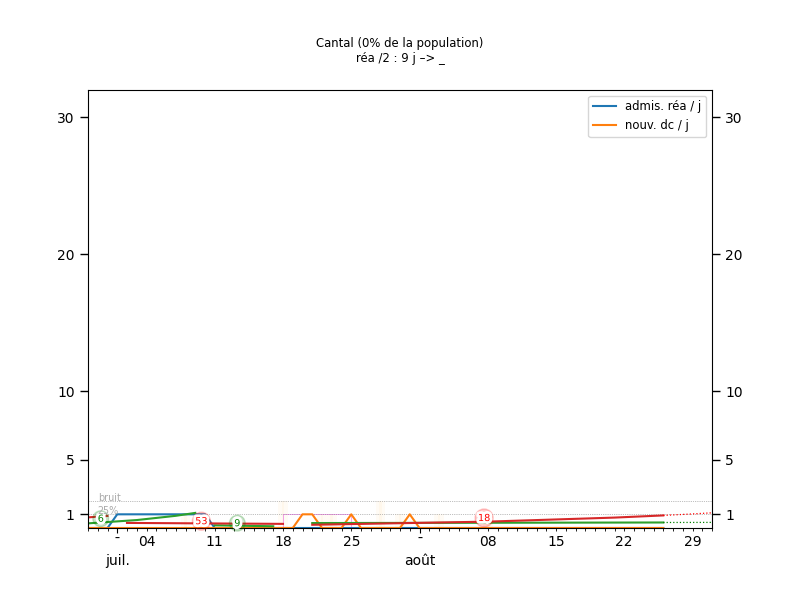 Cantal (0% de la population)
réa /2 : 9 j –> _
admis. réa / j
nouv. dc / j
30 30
20 20
10 10
5 5
1 1
bruit
25%
6 53 9 18
- 04 11 18 25 - 08 15 22 29
juil. août